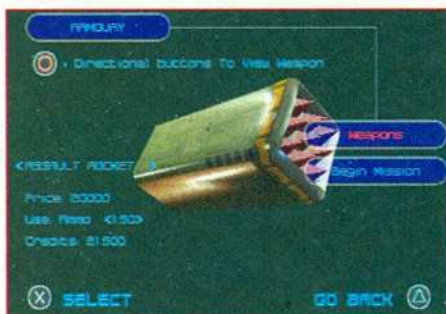 ARMOURY
+ Directional buttons To View Weapon
Weapons
<ASSAULT ROCKET >
Begin Mission
Price: 20000
Use: Ammo <150>
Credits: 21500
X SELECT
GO BACK